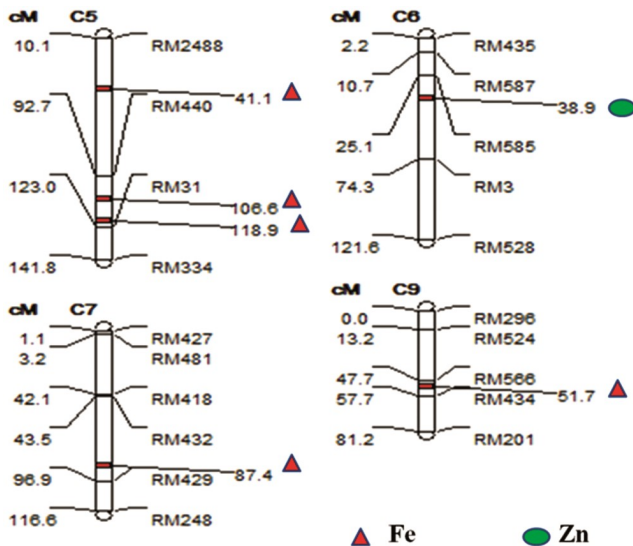 cM C5
10.1 RM2488
41.1
92.7 RM440
123.0 RM31
106.6
118.9
141.8 RM334
cM C6
2.2 RM435
10.7 RM587
38.9
25.1 RM585
74.3 RM3
121.6 RM528
cM C7
1.1 RM427
3.2 RM481
42.1 RM418
43.5 RM432
96.9 RM429 87.4
116.6 RM248
cM C9
0.0 RM296
13.2 RM524
47.7 RM566
57.7 RM434 51.7
81.2 RM201
Fe Zn